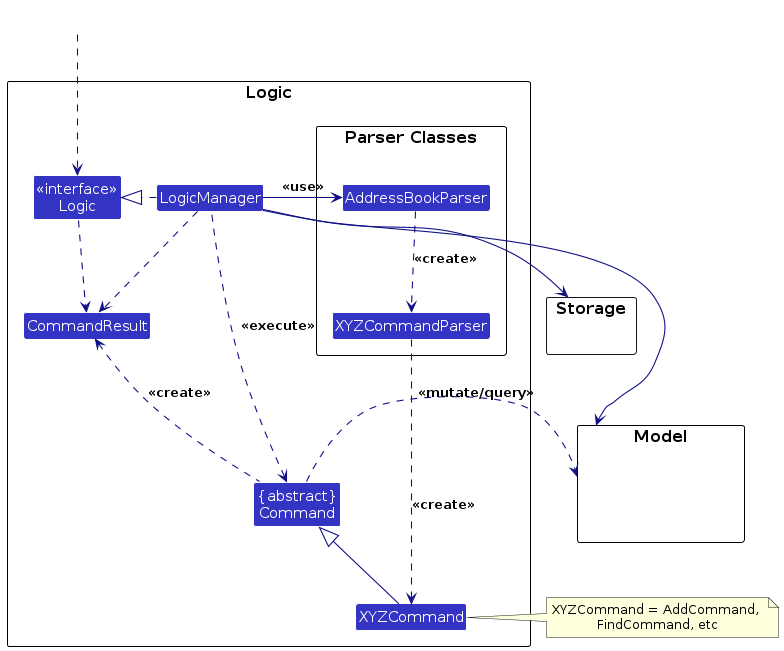 Logic
Parser Classes
«interface»
Logic
LogicManager
«use»
AddressBookParser
«create»
Storage
CommandResult
«execute»
XYZCommandParser
«create»
«mutate/query»
Model
{abstract}
Command
«create»
XYZCommand
XYZCommand = AddCommand,
FindCommand, etc